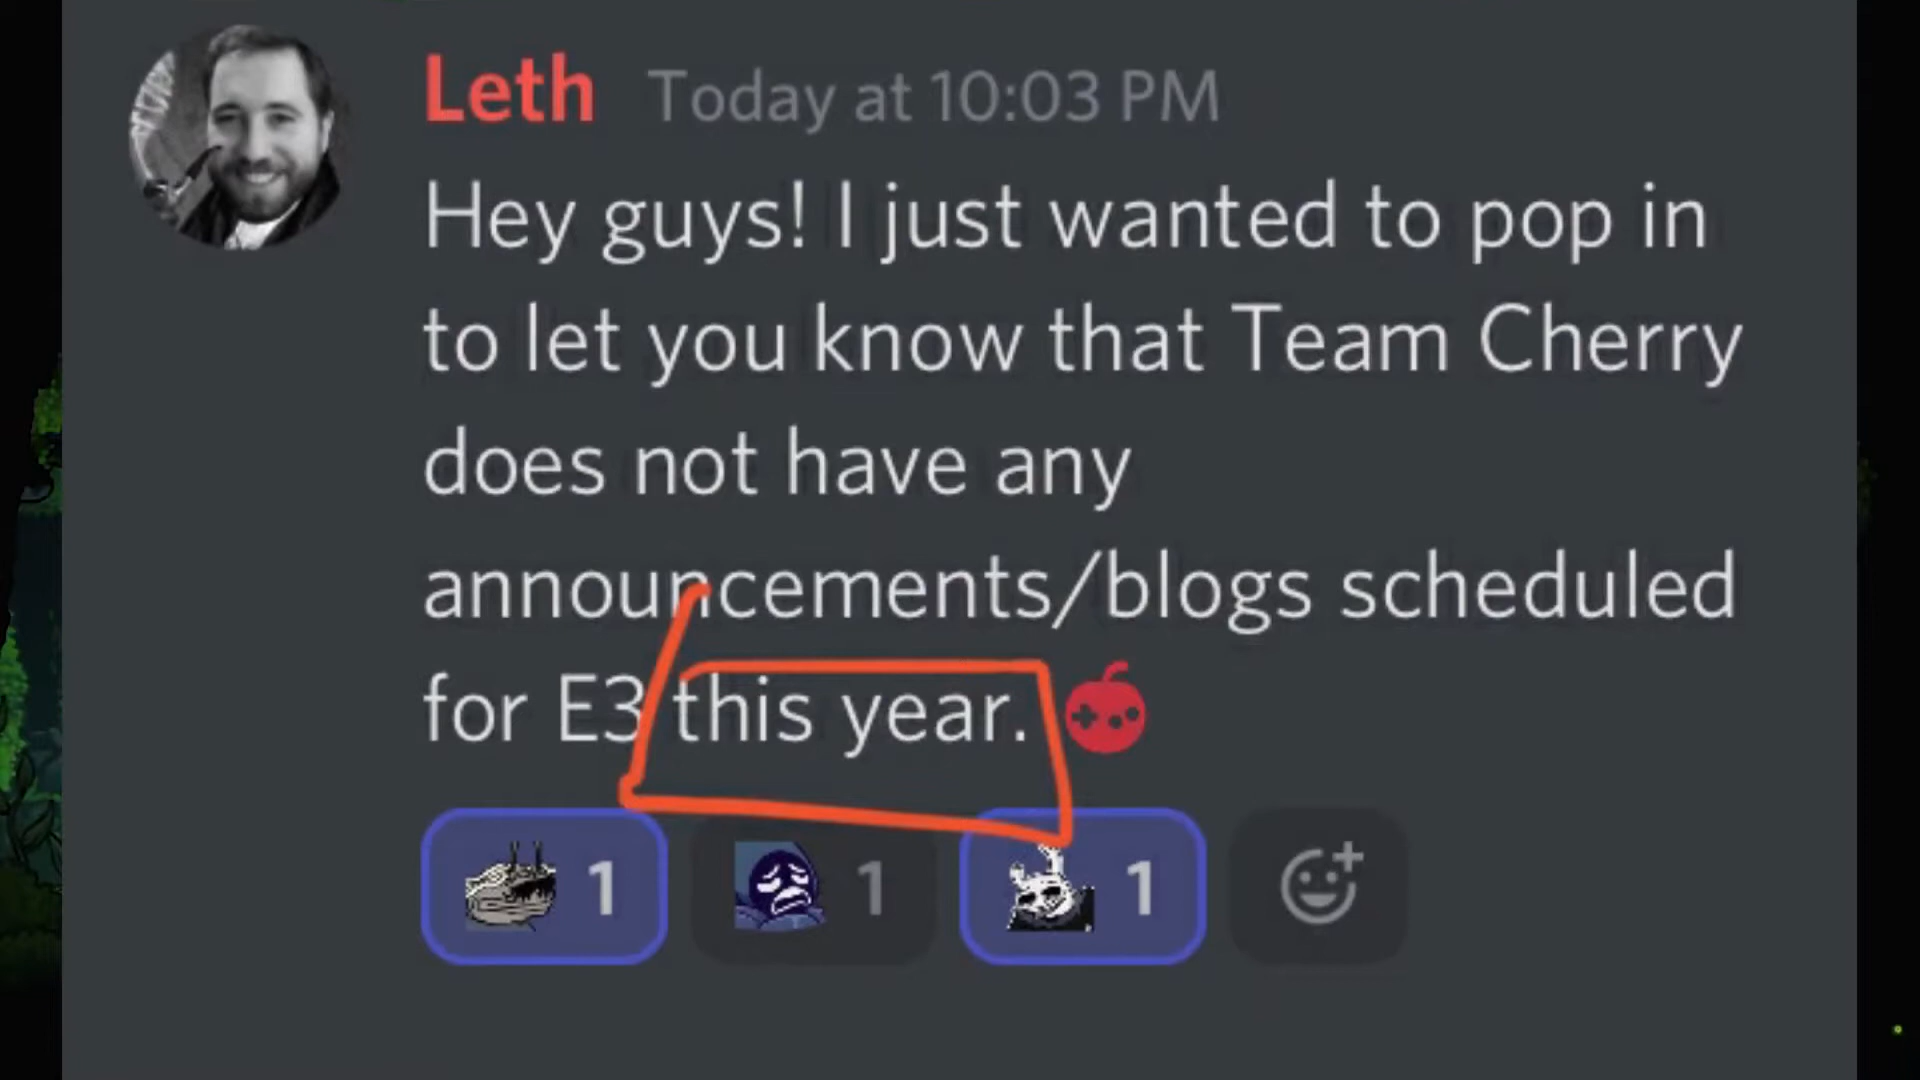 Leth Today at 10:03 PM
Hey guys! I just wanted to pop in
to let you know that Team Cherry
does not have any
announcements/blogs scheduled
for E3 this year.
1 1 1